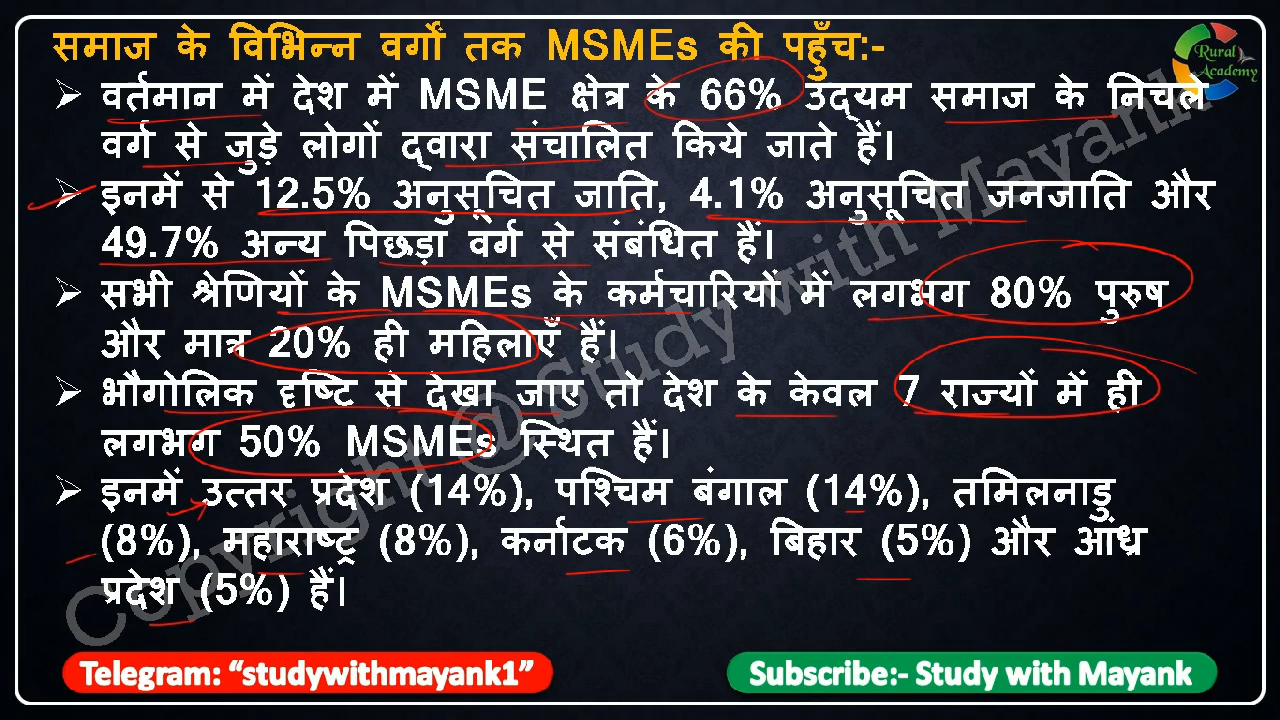 समाज के विभिन्न वर्गों तक MSMEs की पहुँच:-
Rural
Academy
➢ वर्तमान में देश में MSME क्षेत्र के 66% उद्यम समाज के निचले
वर्ग से जुड़े लोगों द्वारा संचालित किये जाते हैं।
➢ इनमें से 12.5% अनुसूचित जाति, 4.1% अनुसूचित जनजाति और
49.7% अन्य पिछड़ा वर्ग से संबंधित हैं।
➢ सभी श्रेणियों के MSMEs के कर्मचारियों में लगभग 80% पुरुष
और मात्र 20% ही महिलाएँ हैं।
➢ भौगोलिक दृष्टि से देखा जाए तो देश के केवल 7 राज्यों में ही
लगभग 50% MSMEs स्थित हैं।
➢ इनमें उत्तर प्रदेश (14%), पश्चिम बंगाल (14%), तमिलनाडु
(8%), महाराष्ट्र (8%), कर्नाटक (6%), बिहार (5%) और आंध्र
प्रदेश (5%) हैं।
Copyright @ Study with Mayank
Telegram: “studywithmayank1”
Subscribe:- Study with Mayank